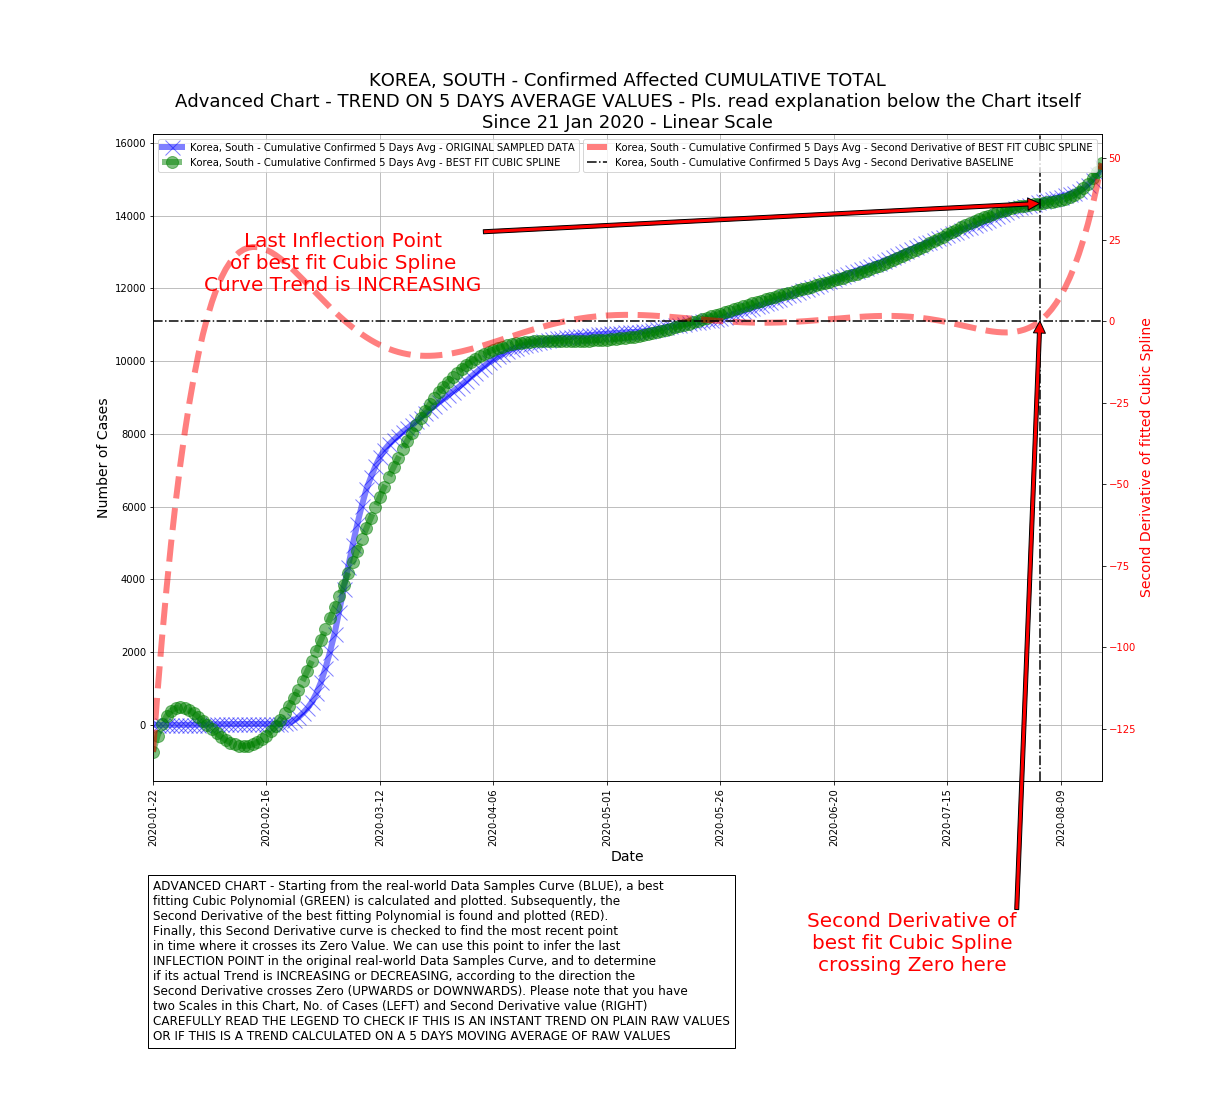 KOREA, SOUTH - Confirmed Affected CUMULATIVE TOTAL
Advanced Chart - TREND ON 5 DAYS AVERAGE VALUES - Pls. read explanation below the Chart itself
Since 21 Jan 2020 - Linear Scale
Korea, South - Cumulative Confirmed 5 Days Avg - ORIGINAL SAMPLED DATA
Korea, South - Cumulative Confirmed 5 Days Avg - BEST FIT CUBIC SPLINE
Korea, South - Cumulative Confirmed 5 Days Avg - Second Derivative of BEST FIT CUBIC SPLINE
Korea, South - Cumulative Confirmed 5 Days Avg - Second Derivative BASELINE
Last Inflection Point
of best fit Cubic Spline
Curve Trend is INCREASING
Number of Cases
16000
14000
12000
10000
8000
6000
4000
2000
0
50
25
0
−25
−50
−75
−100
−125
Second Derivative of fitted Cubic Spline
2020-01-22
2020-02-16
2020-03-12
2020-04-06
2020-05-01
2020-05-26
2020-06-20
2020-07-15
2020-08-09
Date
ADVANCED CHART - Starting from the real-world Data Samples Curve (BLUE), a best
fitting Cubic Polynomial (GREEN) is calculated and plotted. Subsequently, the
Second Derivative of the best fitting Polynomial is found and plotted (RED).
Finally, this Second Derivative curve is checked to find the most recent point
in time where it crosses its Zero Value. We can use this point to infer the last
INFLECTION POINT in the original real-world Data Samples Curve, and to determine
if its actual Trend is INCREASING or DECREASING, according to the direction the
Second Derivative crosses Zero (UPWARDS or DOWNWARDS). Please note that you have
two Scales in this Chart, No. of Cases (LEFT) and Second Derivative value (RIGHT)
CAREFULLY READ THE LEGEND TO CHECK IF THIS IS AN INSTANT TREND ON PLAIN RAW VALUES
OR IF THIS IS A TREND CALCULATED ON A 5 DAYS MOVING AVERAGE OF RAW VALUES
Second Derivative of
best fit Cubic Spline
crossing Zero here